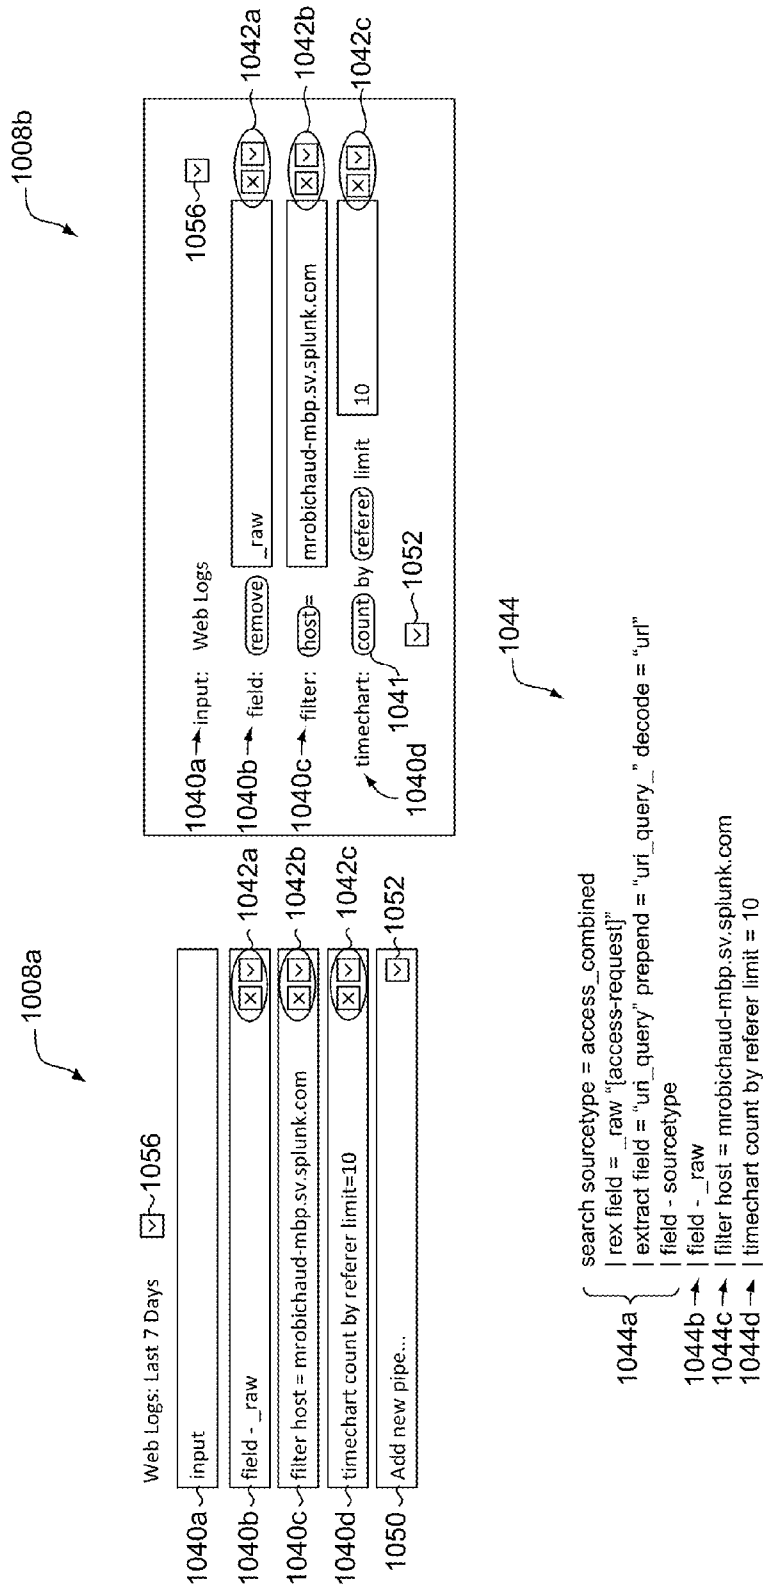 1008a
Web Logs: Last 7 Days
1056
1040a
input
1040b
field - _raw
1042a
1040c
filter host = mrobichaud-mbp.sv.splunk.com
1042b
1040d
timechart count by referer limit=10
1042c
1050
Add new pipe...
1052
1008b
1056
1040a
input: Web Logs
1040b
field: remove _raw
1042a
1040c
filter: host= mrobichaud-mbp.sv.splunk.com
1042b
timechart: count by referer limit 10
1042c
1041
1052
1040d
1044
search sourcetype = access_combined
| rex field = _raw “[access-request]”
| extract field = “uri_query” prepend = “uri_query_” decode = “url”
| field - sourcetype
1044a
1044b
| field - _raw
1044c
| filter host = mrobichaud-mbp.sv.splunk.com
1044d
| timechart count by referer limit = 10